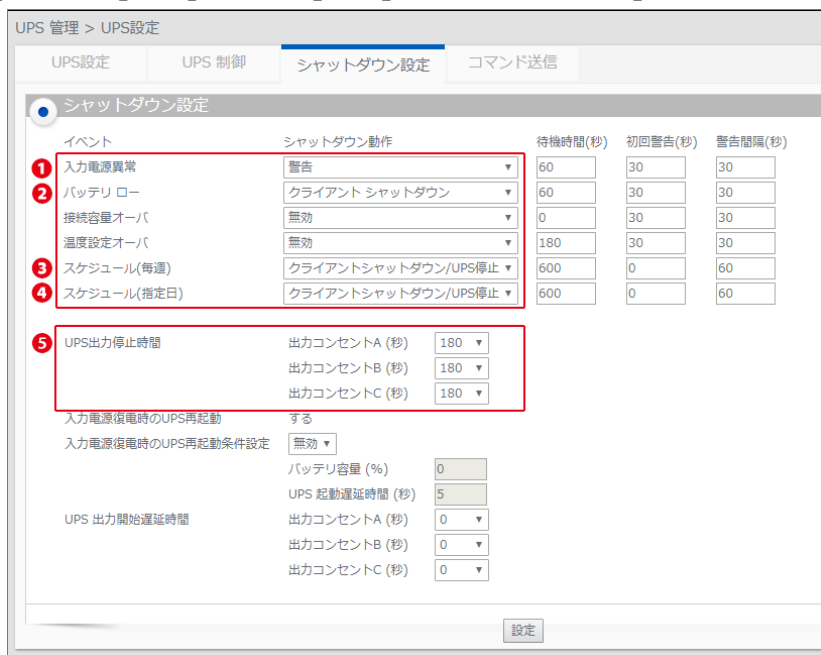 UPS 管理 > UPS設定
UPS設定 UPS 制御 シャットダウン設定 コマンド送信
シャットダウン設定
イベント シャットダウン動作 待機時間(秒) 初回警告(秒) 警告間隔(秒)
1 入力電源異常 警告 60 30 30
2 バッテリ ロー クライアント シャットダウン 60 30 30
接続容量オーバ 無効 0 30 30
温度設定オーバ 無効 180 30 30
3 スケジュール(毎週) クライアントシャットダウン/UPS停止 600 0 60
4 スケジュール(指定日) クライアントシャットダウン/UPS停止 600 0 60
5 UPS出力停止時間 出力コンセントA (秒) 180
出力コンセントB (秒) 180
出力コンセントC (秒) 180
入力電源復電時のUPS再起動 する
入力電源復電時のUPS再起動条件設定 無効
バッテリ容量 (%) 0
UPS 起動遅延時間 (秒) 5
UPS 出力開始遅延時間 出力コンセントA (秒) 0
出力コンセントB (秒) 0
出力コンセントC (秒) 0
設定